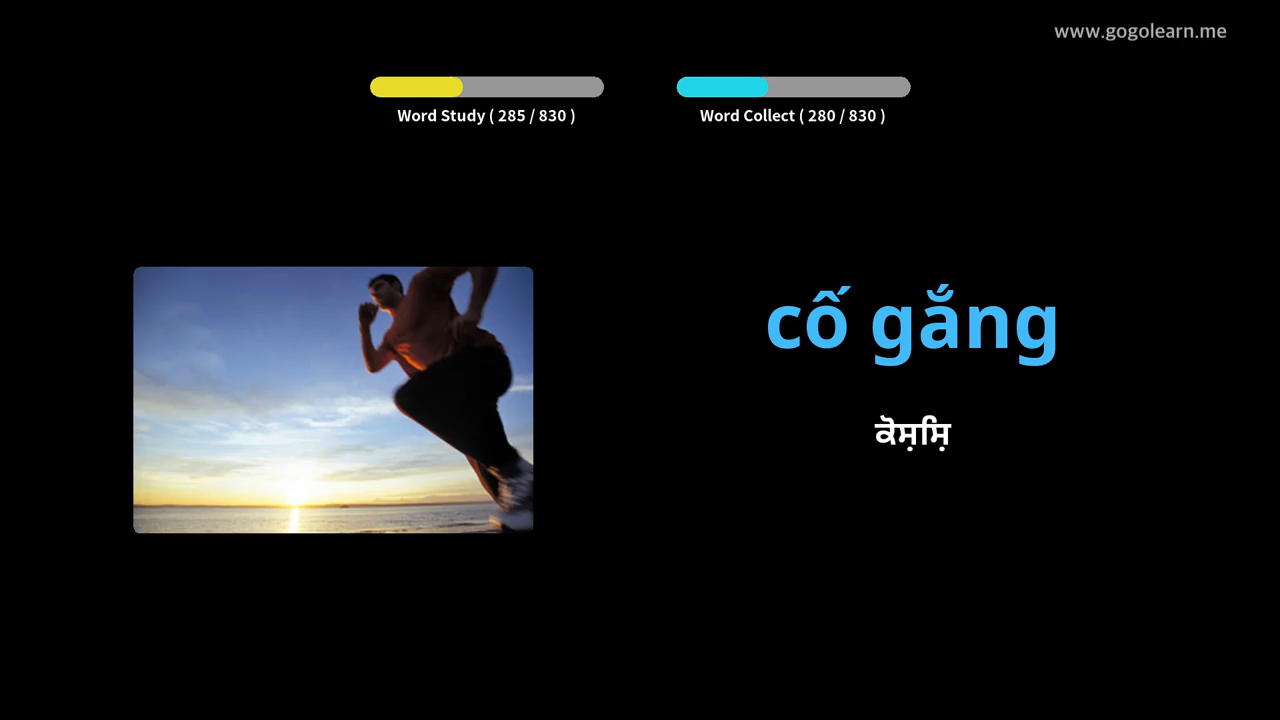 www.gogolearn.me
Word Study ( 285 / 830 )
Word Collect ( 280 / 830 )
cố gắng
ਕੋਸ਼ਸ਼ਿ